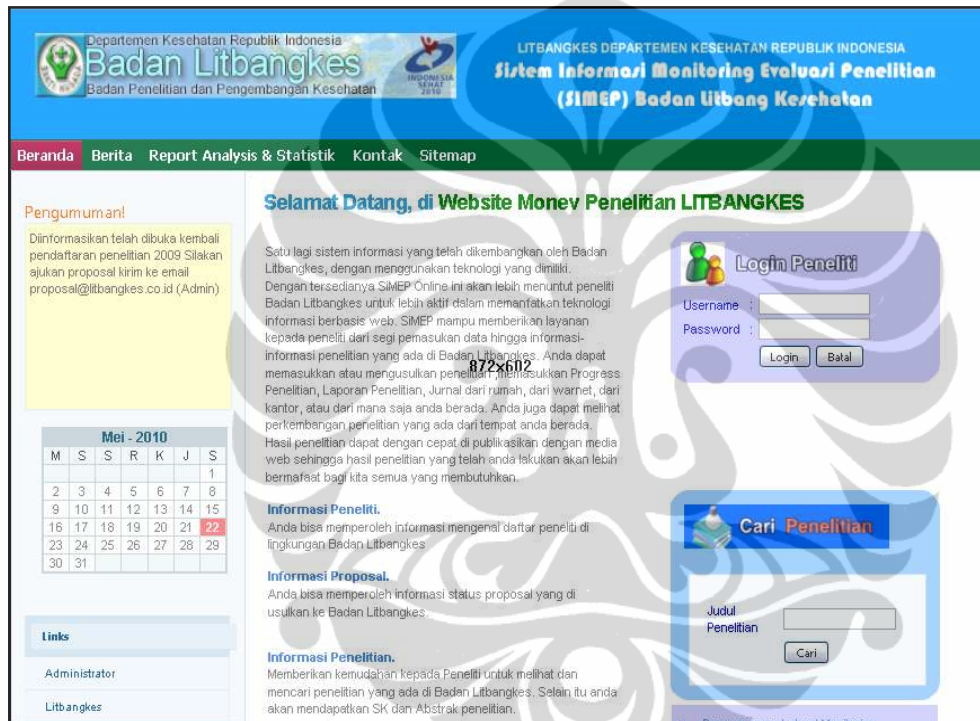 Departemen Kesehatan Republik Indonesia
Badan Litbangkes
Badan Penelitian dan Pengembangan Kesehatan
INDONESIA
SEHAT
2010
LITBANGKES DEPARTEMEN KESEHATAN REPUBLIK INDONESIA
Sistem Informasi Monitoring Evaluasi Penelitian
(SIMEP) Badan Litbang Kesehatan
Beranda Berita Report Analysis & Statistik Kontak Sitemap
Pengumuman!
Diinformasikan telah dibuka kembali
pendaftaran penelitian 2009 Silakan
ajukan proposal kirim ke email
proposal@litbangkes.co.id (Admin)
Mei - 2010
M S S R K J S
1
2 3 4 5 6 7 8
9 10 11 12 13 14 15
16 17 18 19 20 21 22
23 24 25 26 27 28 29
30 31
Links
Administrator
Litbangkes
Selamat Datang, di Website Monev Penelitian LITBANGKES
Satu lagi sistem informasi yang telah dikembangkan oleh Badan
Litbangkes, dengan menggunakan teknologi yang dimiliki.
Dengan tersedianya SiMEP Online ini akan lebih menuntut peneliti
Badan Litbangkes untuk lebih aktif dalam memanfatkan teknologi
informasi berbasis web. SiMEP mampu memberikan layanan
kepada peneliti dari segi pemasukan data hingga informasi-
informasi penelitian yang ada di Badan Litbangkes. Anda dapat
872x602
memasukkan atau mengusulkan penelitian ,memasukkan Progress
Penelitian, Laporan Penelitian, Jurnal dari rumah, dari warnet, dari
kantor, atau dari mana saja anda berada. Anda juga dapat melihat
perkembangan penelitian yang ada dari tempat anda berada.
Hasil penelitian dapat dengan cepat di publikasikan dengan media
web sehingga hasil penelitian yang telah anda lakukan akan lebih
bermafaat bagi kita semua yang membutuhkan.
Informasi Peneliti.
Anda bisa memperoleh informasi mengenai daftar peneliti di
lingkungan Badan Litbangkes
Informasi Proposal.
Anda bisa memperoleh informasi status proposal yang di
usulkan ke Badan Litbangkes.
Informasi Penelitian.
Memberikan kemudahan kepada Peneliti untuk melihat dan
mencari penelitian yang ada di Badan Litbangkes. Selain itu anda
akan mendapatkan SK dan Abstrak penelitian.
Login Peneliti
Username :
Password :
Login Batal
Cari Penelitian
Judul
Penelitian
Cari